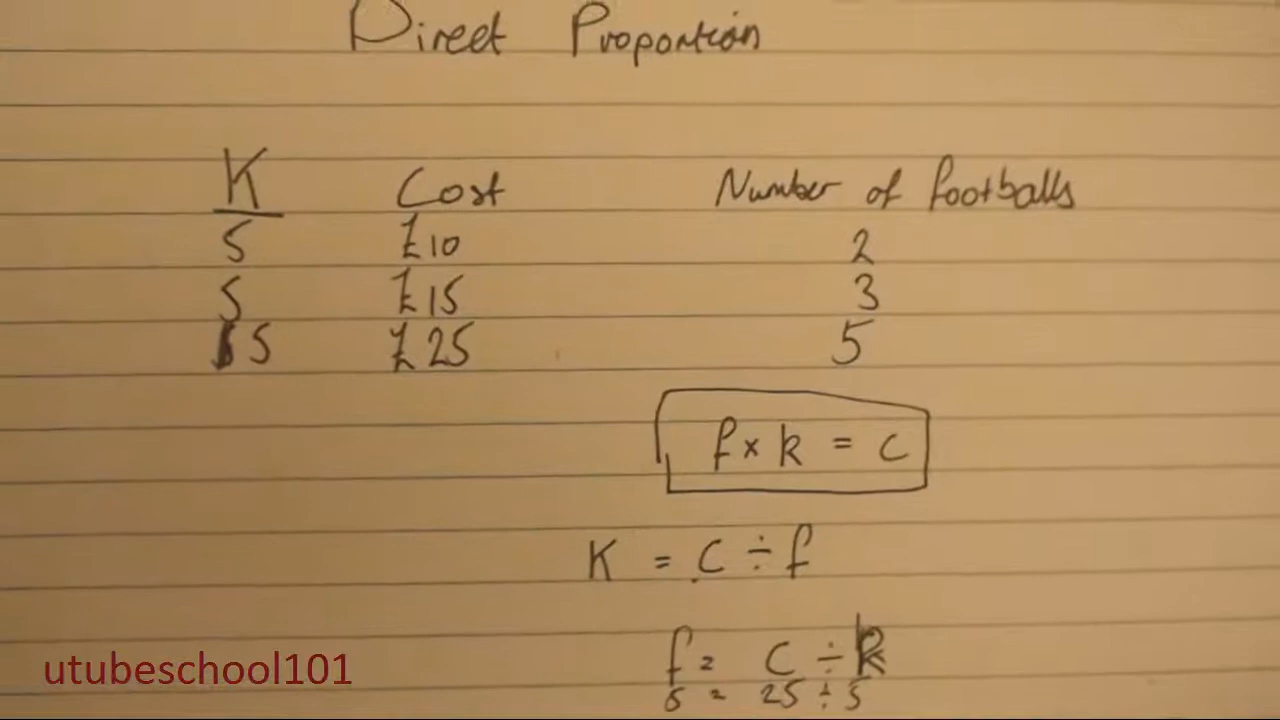 Direct Proportion
K Cost Number of footballs
5 £10 2
5 £15 3
5 £25 5
f × k = c
K = C ÷ f
f = C ÷ k
5 = 25 ÷ 5
utubeschool101